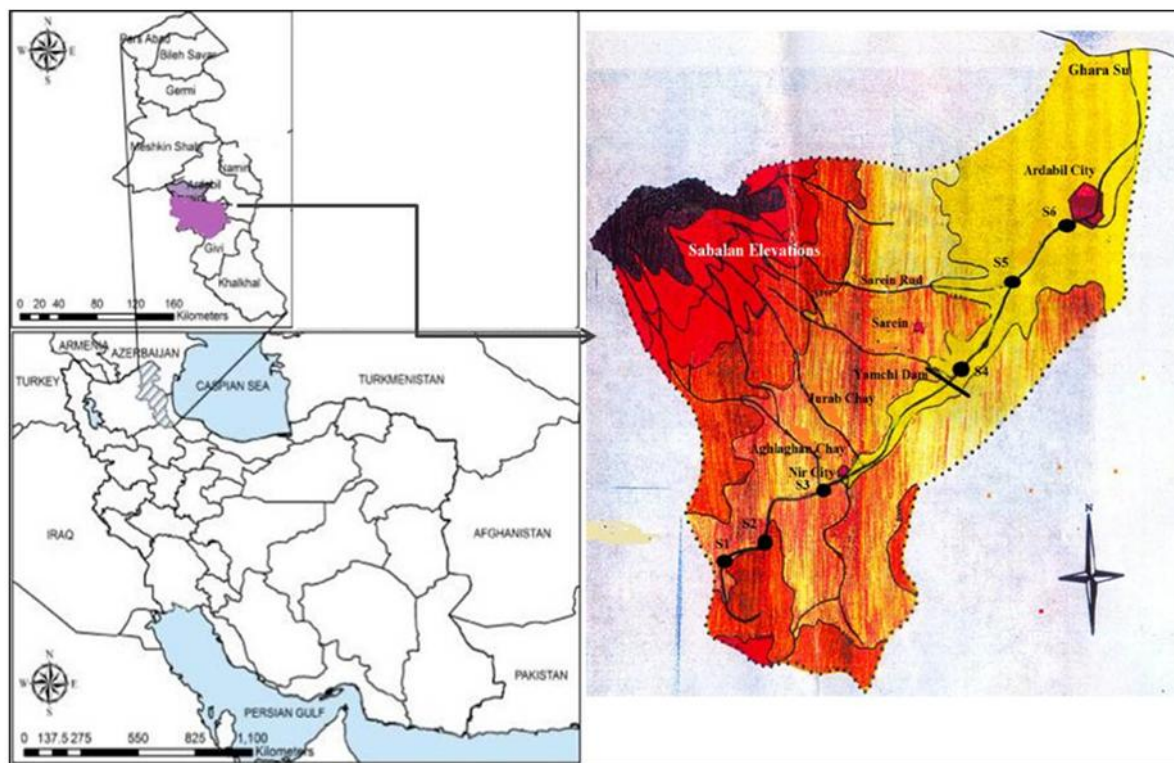 N
W E
S
Pars Abad
Bileh Savar
Germi
Meshkin Shahr
Namin
Ardabil
Givi
Khalkhal
0 20 40 80 120 160
Kilometers
ARMENIA
AZERBAIJAN
TURKEY
CASPIAN SEA
TURKMENISTAN
IRAQ
AFGHANISTAN
PAKISTAN
PERSIAN GULF
N
W E
S
0 137.5 275 550 825 1,100
Kilometers
Ghara Su
Ardabil City
S6
Sabalan Elevations
S5
Sarein Rud
Sarein
Yamchi Dam
S4
Jurab Chay
Aghlaghan Chay
Nir City
S3
S2
S1
N